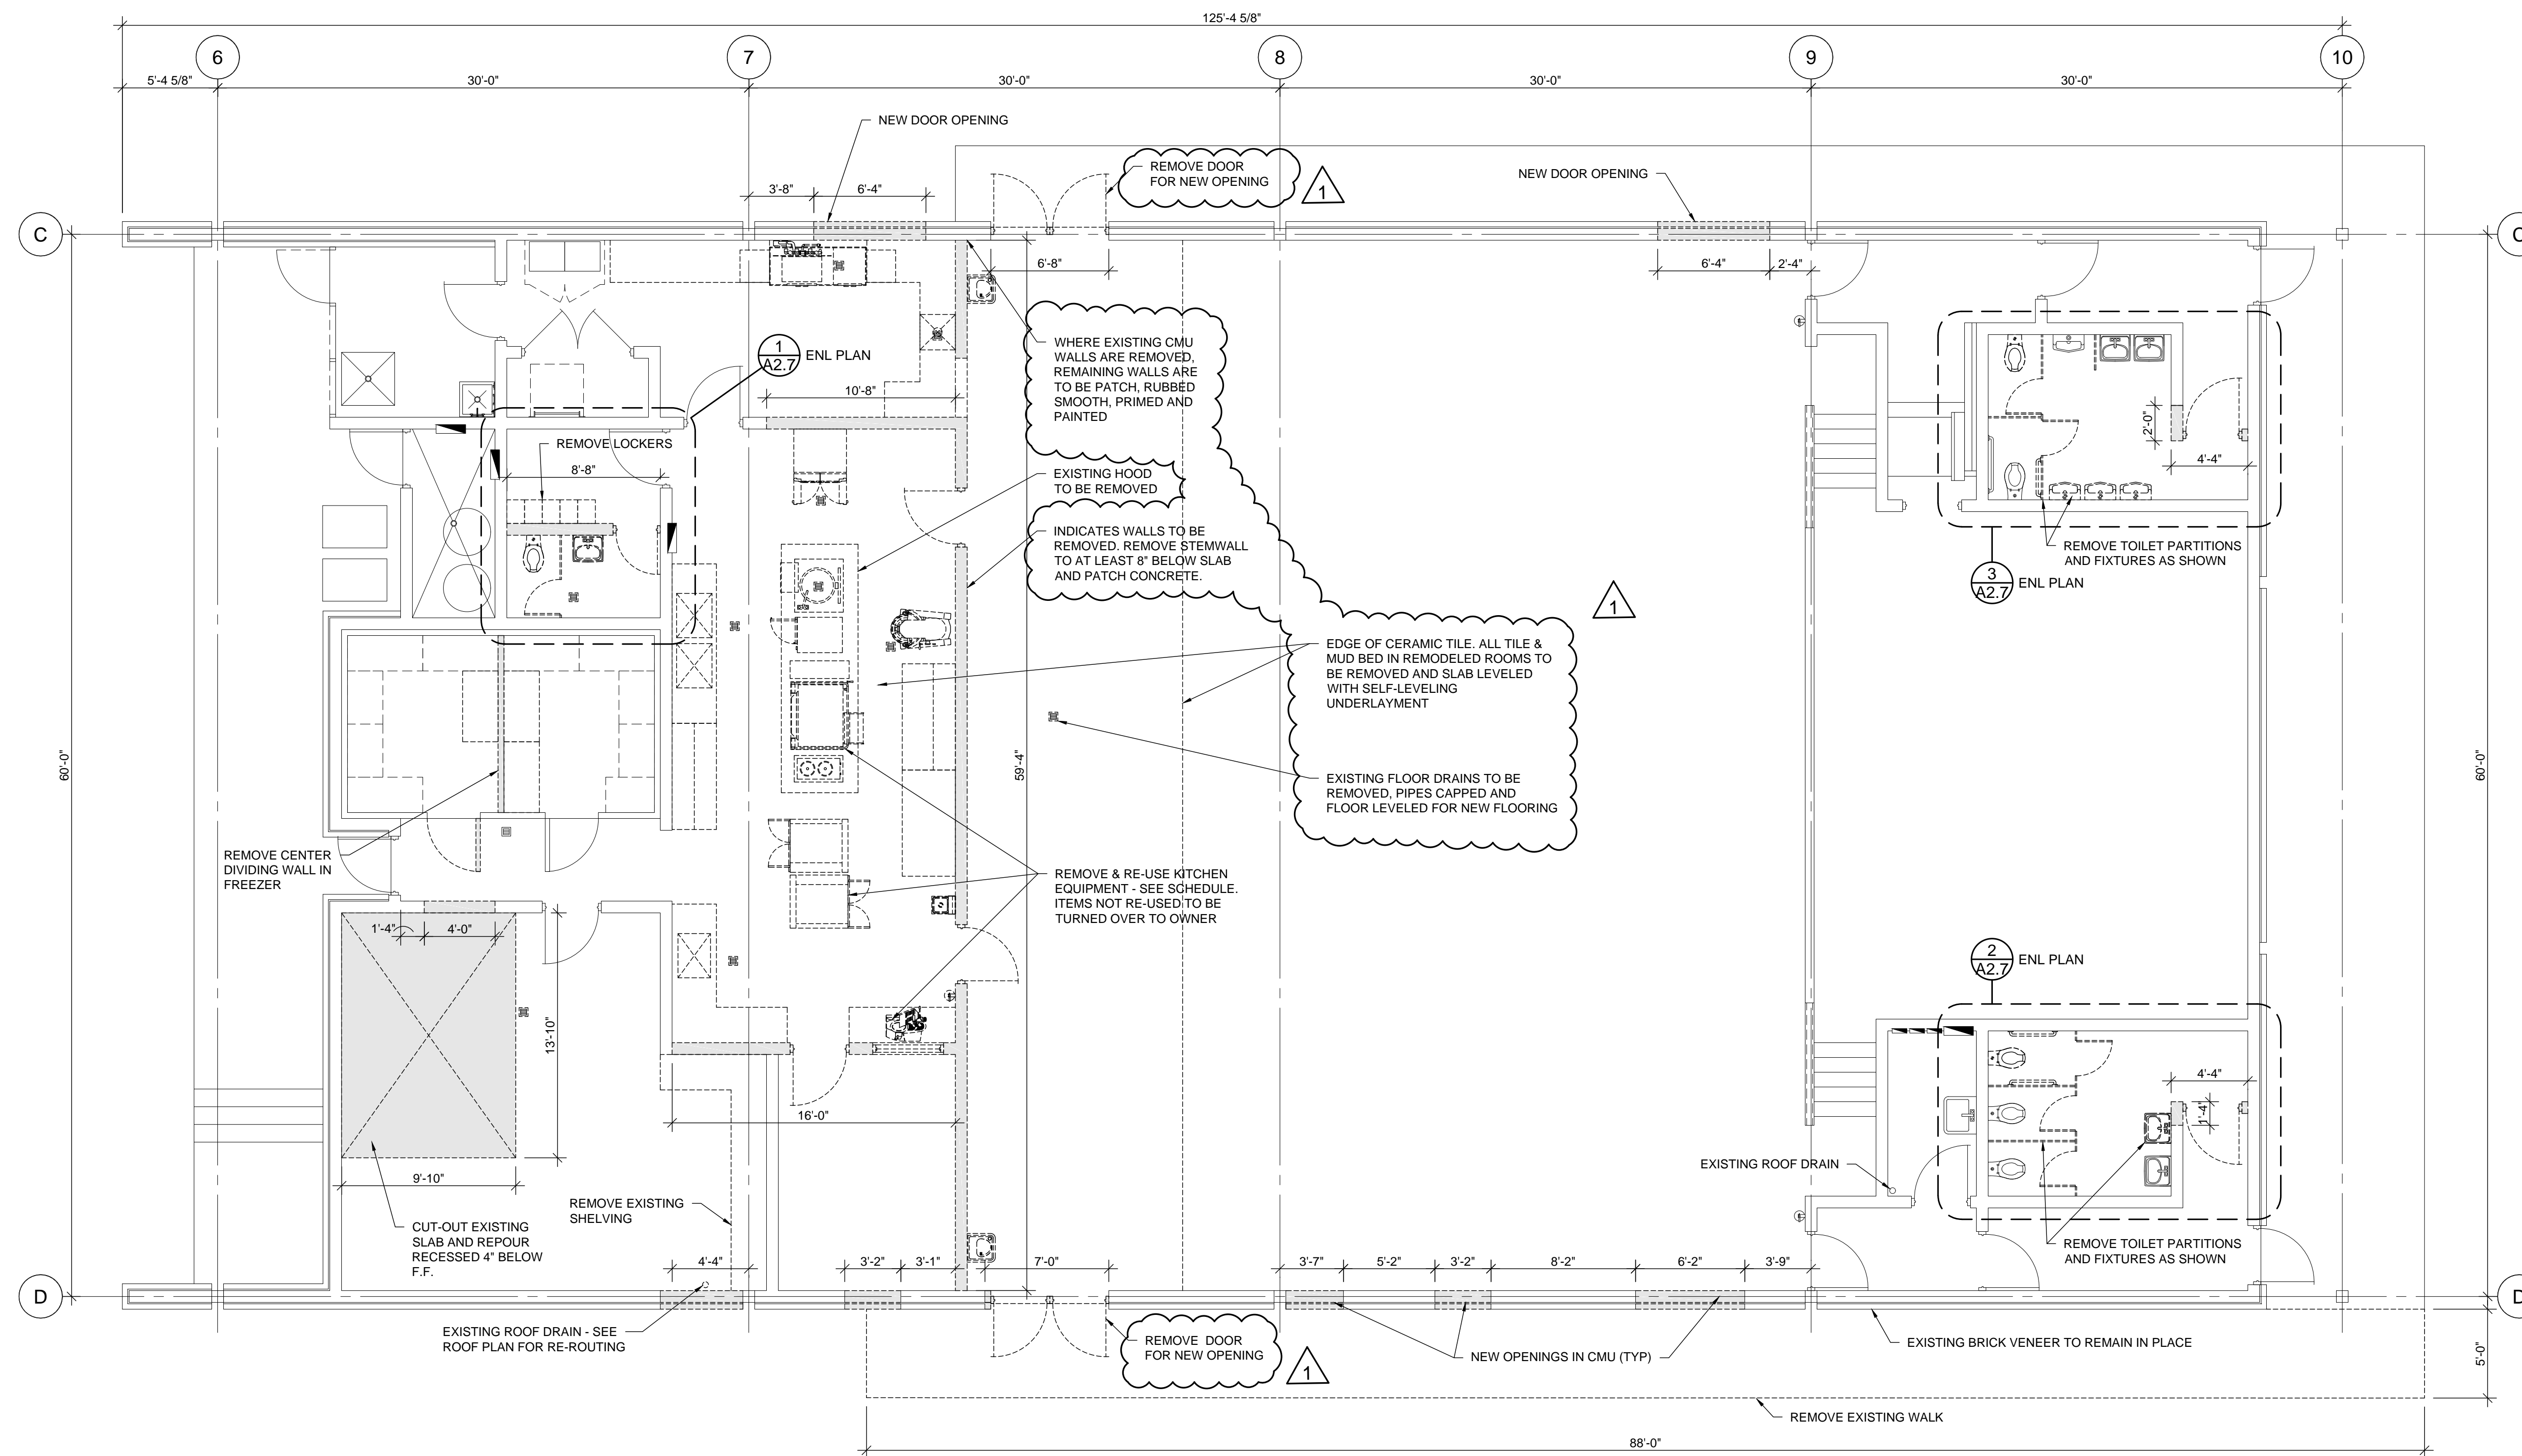 125'-4 5/8"
6
7
8
9
10
5'-4 5/8"
30'-0"
30'-0"
30'-0"
30'-0"
NEW DOOR OPENING
REMOVE DOOR
FOR NEW OPENING
1
NEW DOOR OPENING
3'-8"
6'-4"
C
C
6'-8"
6'-4"
2'-4"
WHERE EXISTING CMU
WALLS ARE REMOVED,
REMAINING WALLS ARE
TO BE PATCH, RUBBED
SMOOTH, PRIMED AND
PAINTED
1
A2.7
ENL PLAN
10'-8"
REMOVE LOCKERS
8'-8"
EXISTING HOOD
TO BE REMOVED
2'-0"
4'-4"
INDICATES WALLS TO BE
REMOVED. REMOVE STEMWALL
TO AT LEAST 8" BELOW SLAB
AND PATCH CONCRETE.
REMOVE TOILET PARTITIONS
AND FIXTURES AS SHOWN
3
A2.7
ENL PLAN
1
EDGE OF CERAMIC TILE. ALL TILE &
MUD BED IN REMODELED ROOMS TO
BE REMOVED AND SLAB LEVELED
WITH SELF-LEVELING
UNDERLAYMENT
60'-0"
59'-4"
60'-0"
EXISTING FLOOR DRAINS TO BE
REMOVED, PIPES CAPPED AND
FLOOR LEVELED FOR NEW FLOORING
REMOVE CENTER
DIVIDING WALL IN
FREEZER
REMOVE & RE-USE KITCHEN
EQUIPMENT - SEE SCHEDULE.
ITEMS NOT RE-USED TO BE
TURNED OVER TO OWNER
1'-4"
4'-0"
2
A2.7
ENL PLAN
13'-10"
4'-4"
1'-4"
16'-0"
9'-10"
EXISTING ROOF DRAIN
REMOVE EXISTING
SHELVING
CUT-OUT EXISTING
SLAB AND REPOUR
RECESSED 4" BELOW
F.F.
REMOVE TOILET PARTITIONS
AND FIXTURES AS SHOWN
4'-4"
3'-2"
3'-1"
7'-0"
3'-7"
5'-2"
3'-2"
8'-2"
6'-2"
3'-9"
D
D
EXISTING ROOF DRAIN - SEE
ROOF PLAN FOR RE-ROUTING
REMOVE DOOR
FOR NEW OPENING
1
NEW OPENINGS IN CMU (TYP)
EXISTING BRICK VENEER TO REMAIN IN PLACE
5'-0"
REMOVE EXISTING WALK
88'-0"